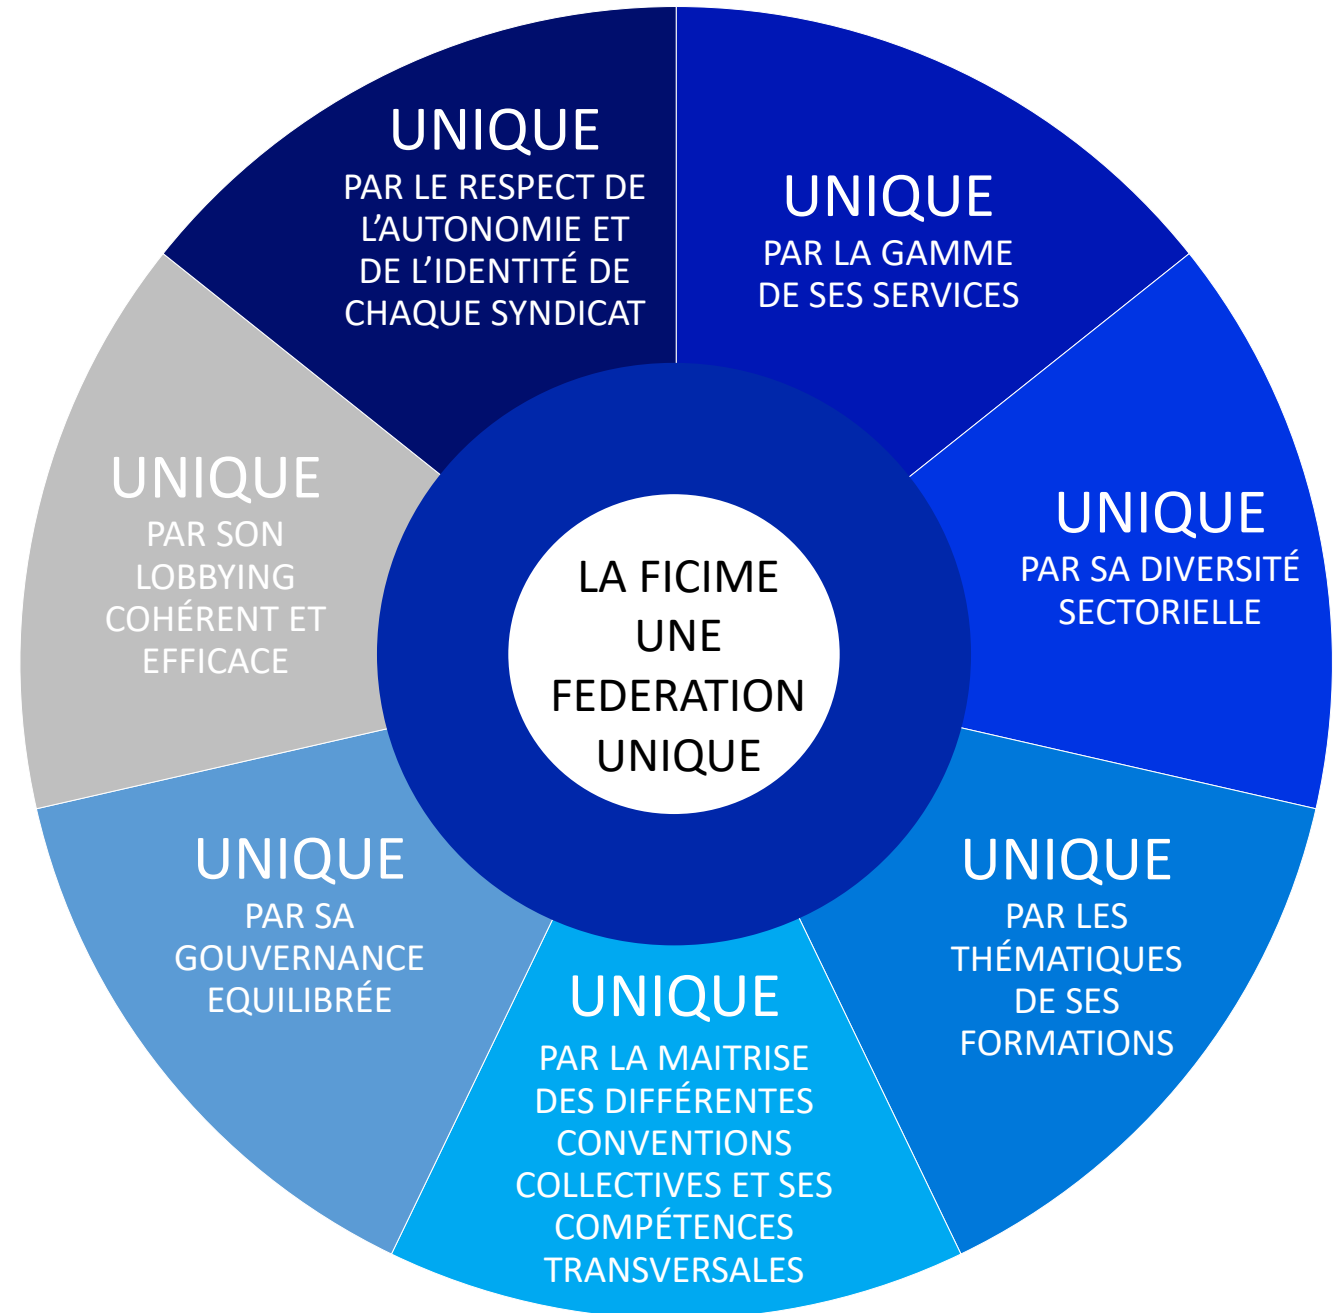 UNIQUE
PAR LE RESPECT DE
L'AUTONOMIE ET
DE L'IDENTITÉ DE
CHAQUE SYNDICAT
UNIQUE
PAR LA GAMME
DE SES SERVICES
UNIQUE
PAR SA DIVERSITÉ
SECTORIELLE
UNIQUE
PAR LES
THÉMATIQUES
DE SES
FORMATIONS
UNIQUE
PAR LA MAITRISE
DES DIFFÉRENTES
CONVENTIONS
COLLECTIVES ET SES
COMPÉTENCES
TRANSVERSALES
UNIQUE
PAR SA
GOUVERNANCE
EQUILIBRÉE
UNIQUE
PAR SON
LOBBYING
COHÉRENT ET
EFFICACE
LA FICIME
UNE
FEDERATION
UNIQUE